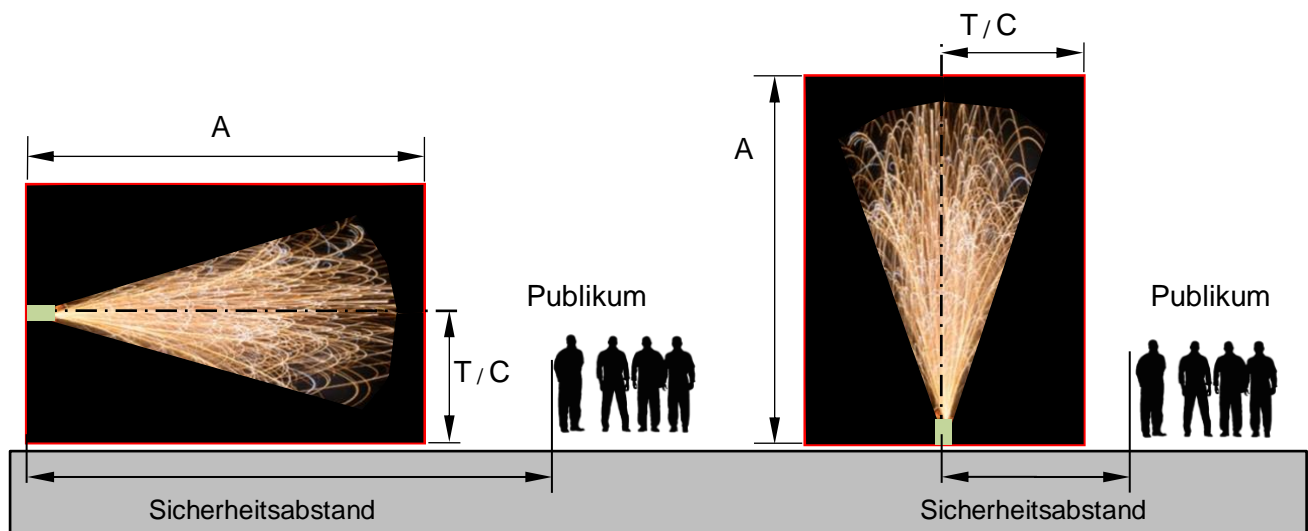 A
T / C
Publikum
Sicherheitsabstand
T / C
A
Publikum
Sicherheitsabstand